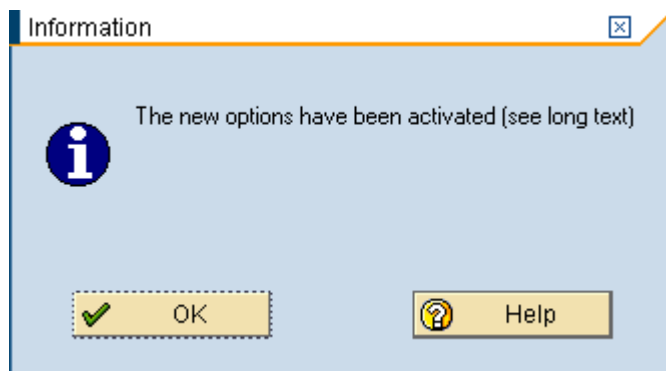 Information
The new options have been activated (see long text)
OK
Help